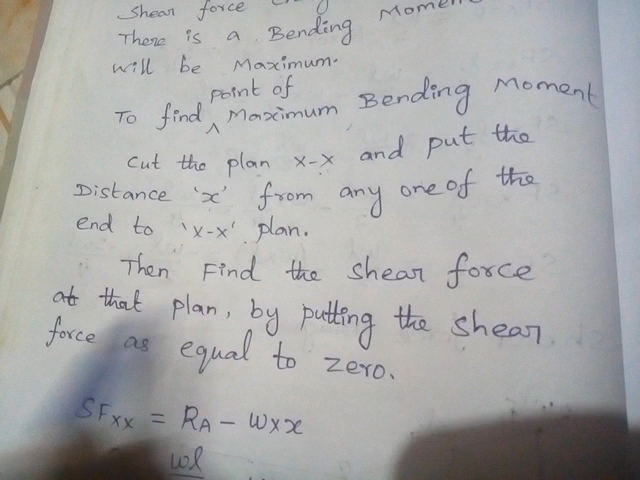 Shear force
There is a Bending Moment
will be Maximum.
point of
To find ^ Maximum Bending Moment
cut the plan x-x and put the
Distance 'x' from any one of the
end to 'x-x' plan.
Then Find the shear force
at that plan, by putting the shear
force as equal to zero.
SFxx = RA - wxx
wl